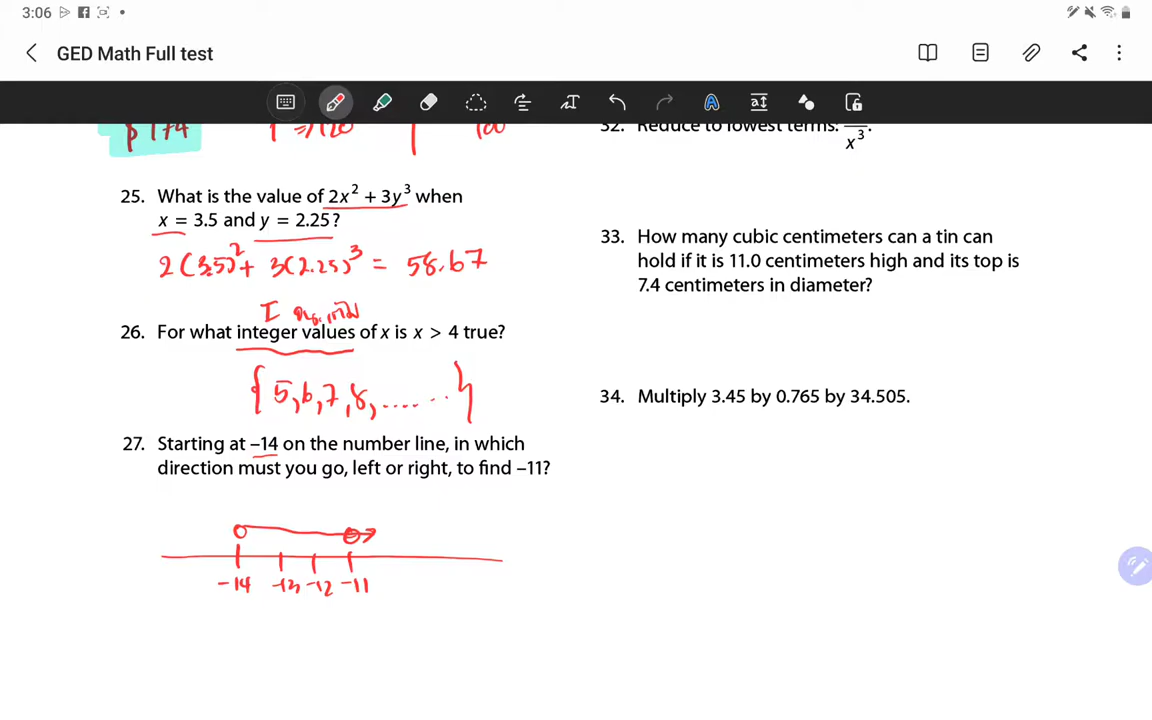 3:06
GED Math Full test
$174
100
25. What is the value of 2x² + 3y³ when
x = 3.5 and y = 2.25?
2(3.5)² + 3(2.25)³ = 58.67
I
26. For what integer values of x is x > 4 true?
{5,6,7,8,.......}
27. Starting at –14 on the number line, in which
direction must you go, left or right, to find –11?
-14 -13 -12 -11
32. Reduce to lowest terms: x³.
33. How many cubic centimeters can a tin can
hold if it is 11.0 centimeters high and its top is
7.4 centimeters in diameter?
34. Multiply 3.45 by 0.765 by 34.505.